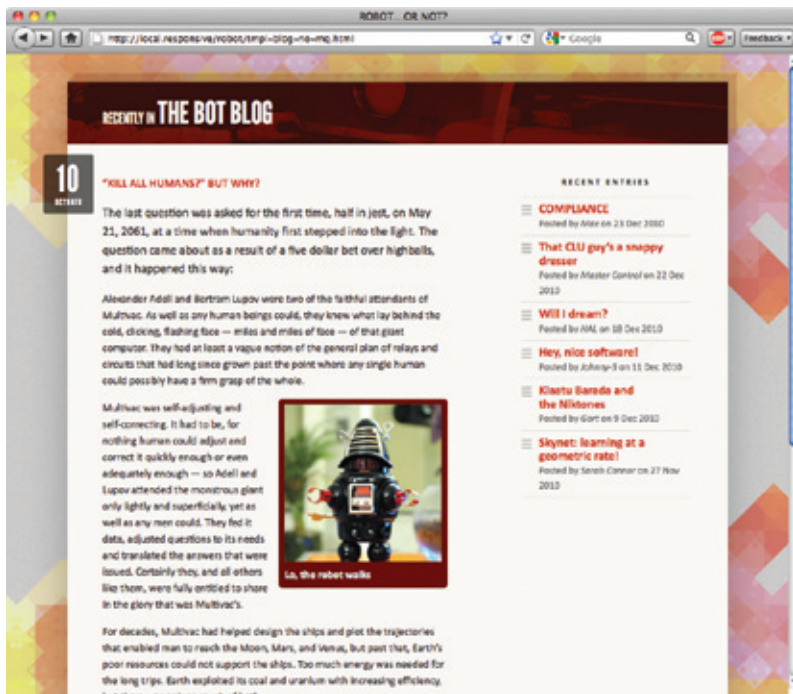 ROBOT... OR NOT?
http://local.responsive/robot/tmpl-blog-no-mq.html
Google
Feedback
RECENTLY IN THE BOT BLOG
10
OCTOBER
"KILL ALL HUMANS?" BUT WHY?
The last question was asked for the first time, half in jest, on May
21, 2061, at a time when humanity first stepped into the light. The
question came about as a result of a five dollar bet over highballs,
and it happened this way:
Alexander Adell and Bertram Lupov were two of the faithful attendants of
Multivac. As well as any human beings could, they knew what lay behind the
cold, clicking, flashing face — miles and miles of face — of that giant
computer. They had at least a vague notion of the general plan of relays and
circuits that had long since grown past the point where any single human
could possibly have a firm grasp of the whole.
Multivac was self-adjusting and
self-correcting. It had to be, for
nothing human could adjust and
correct it quickly enough or even
adequately enough — so Adell and
Lupov attended the monstrous giant
only lightly and superficially, yet as
well as any men could. They fed it
data, adjusted questions to its needs
and translated the answers that were
issued. Certainly they, and all others
like them, were fully entitled to share
in the glory that was Multivac's.
Lo, the robot walks
For decades, Multivac had helped design the ships and plot the trajectories
that enabled man to reach the Moon, Mars, and Venus, but past that, Earth's
poor resources could not support the ships. Too much energy was needed for
the long trips. Earth exploited its coal and uranium with increasing efficiency,
RECENT ENTRIES
COMPLIANCE
Posted by Max on 23 Dec 2010
That CLU guy's a snappy
dresser
Posted by Master Control on 22 Dec
2010
Will I dream?
Posted by HAL on 18 Dec 2010
Hey, nice software!
Posted by Johnny-5 on 11 Dec 2010
Klaatu Barada and
the Niktones
Posted by Gort on 9 Dec 2010
Skynet: learning at a
geometric rate!
Posted by Sarah Connor on 27 Nov
2010